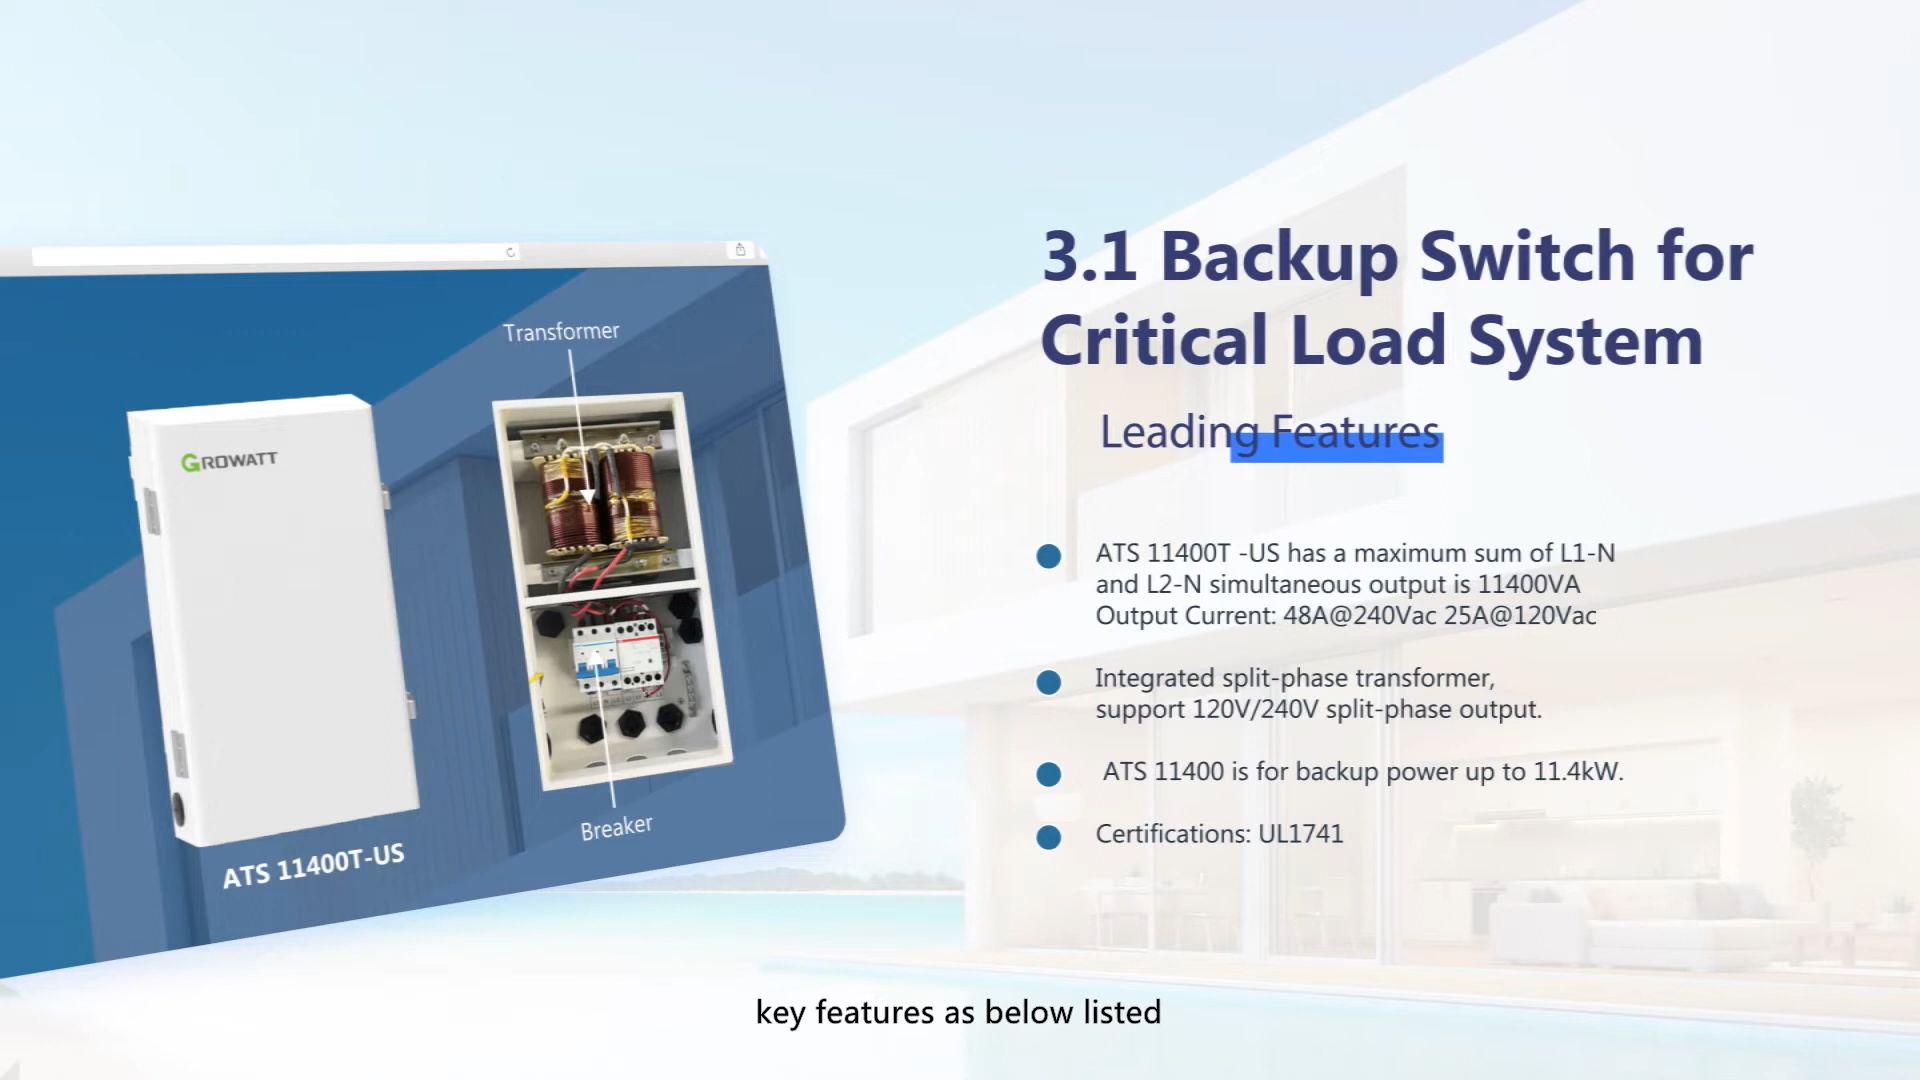 3.1 Backup Switch for
Critical Load System
Leading Features
Transformer
GROWATT
Breaker
ATS 11400T-US
ATS 11400T -US has a maximum sum of L1-N
and L2-N simultaneous output is 11400VA
Output Current: 48A@240Vac 25A@120Vac
Integrated split-phase transformer,
support 120V/240V split-phase output.
ATS 11400 is for backup power up to 11.4kW.
Certifications: UL1741
key features as below listed